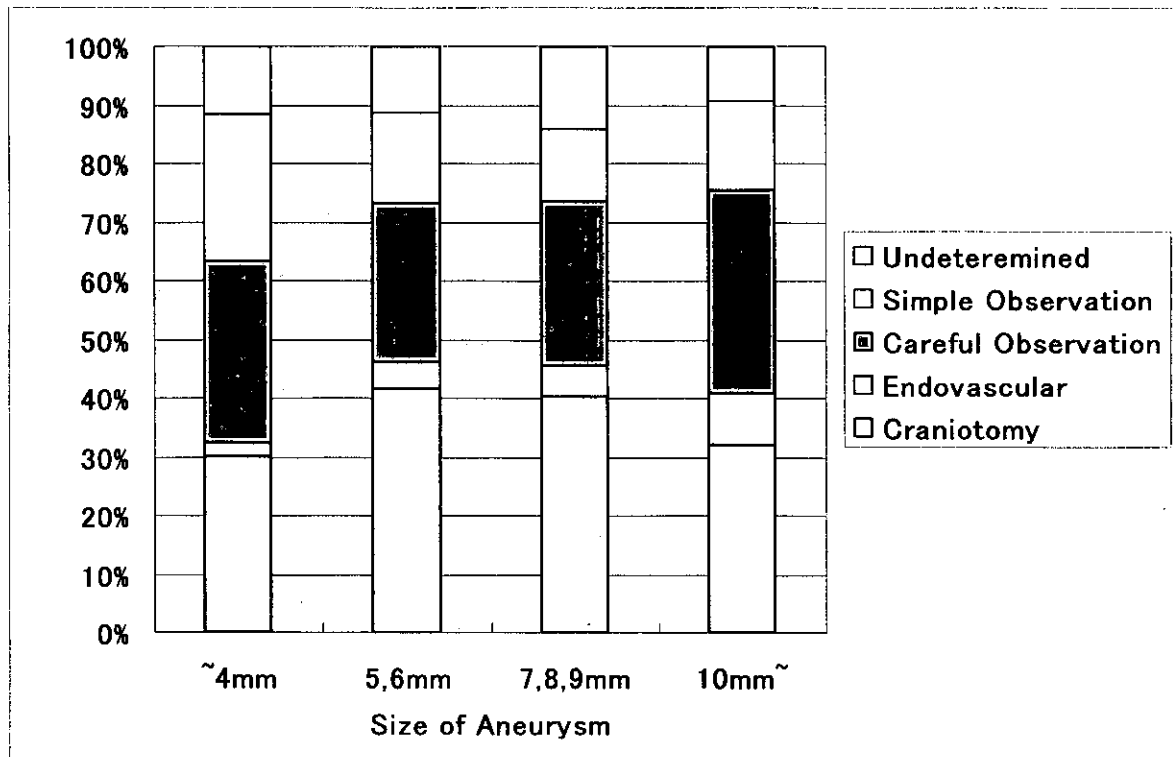 100%
90%
80%
70%
60%
50%
40%
30%
20%
10%
0%
~4mm 5,6mm 7,8,9mm 10mm~
Size of Aneurysm
Undeteremined
Simple Observation
Careful Observation
Endovascular
Craniotomy